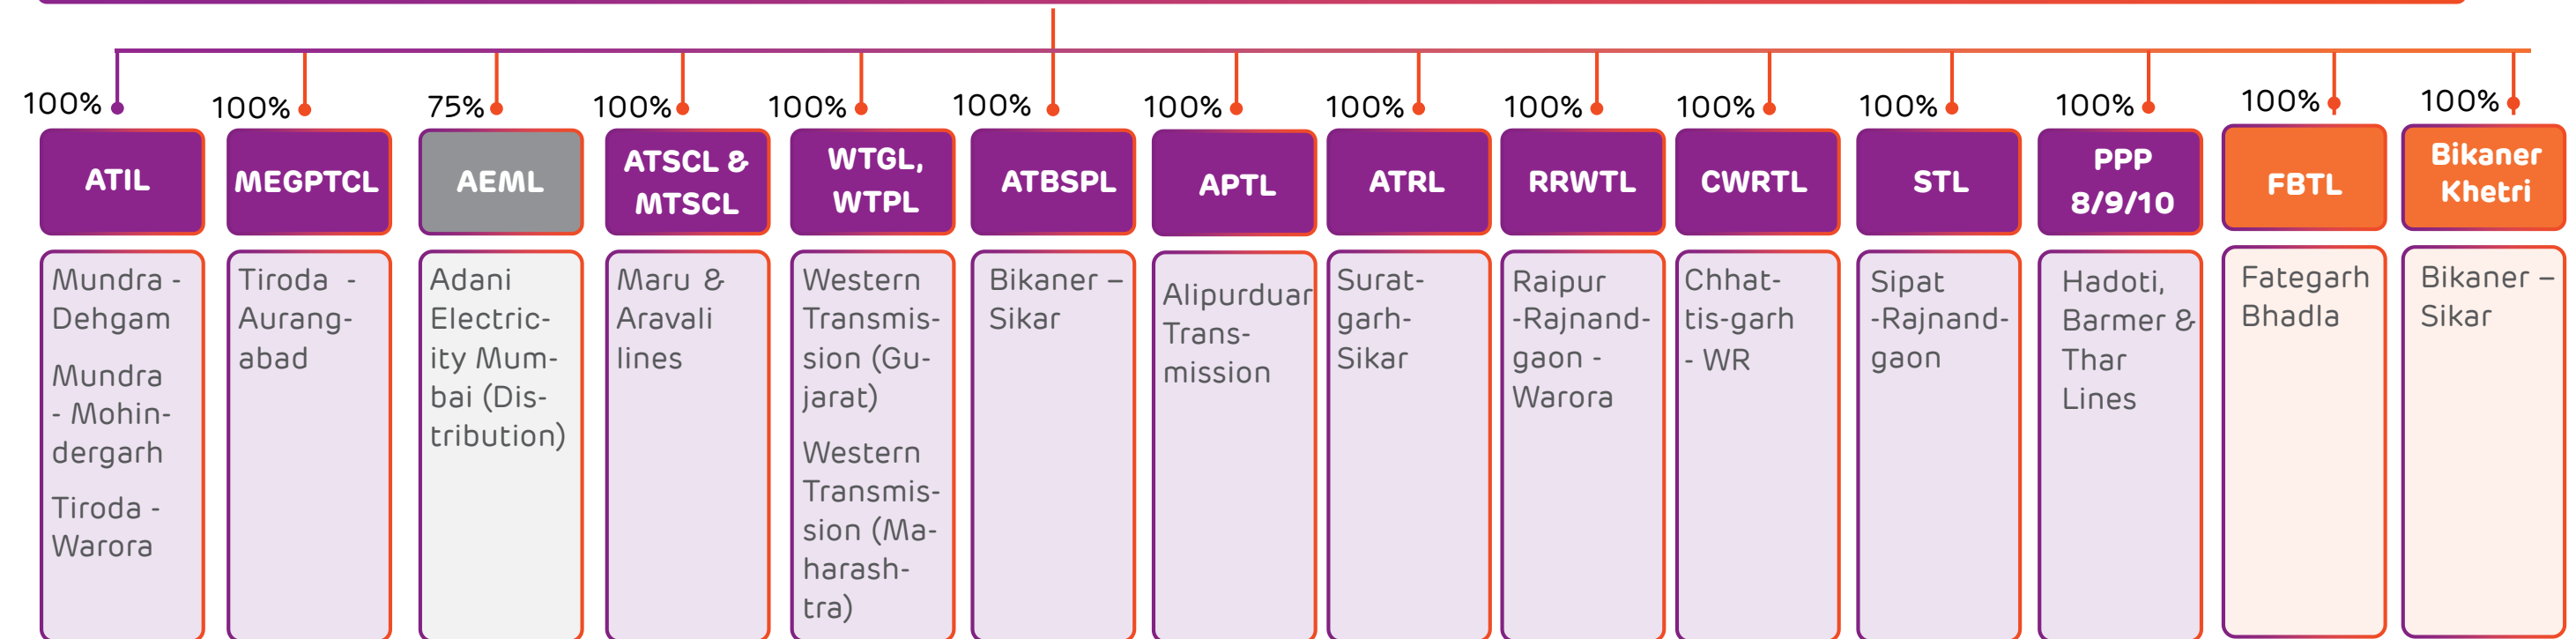 100%
ATIL
Mundra -
Dehgam
Mundra
- Mohin-
dergarh
Tiroda -
Warora
100%
MEGPTCL
Tiroda -
Aurang-
abad
75%
AEML
Adani
Electric-
ity Mum-
bai (Dis-
tribution)
100%
ATSCL &
MTSCL
Maru &
Aravali
lines
100%
WTGL,
WTPL
Western
Transmis-
sion (Gu-
jarat)
Western
Transmis-
sion (Ma-
harash-
tra)
100%
ATBSPL
Bikaner –
Sikar
100%
APTL
Alipurduar
Trans-
mission
100%
ATRL
Surat-
garh-
Sikar
100%
RRWTL
Raipur
-Rajnand-
gaon -
Warora
100%
CWRTL
Chhat-
tis-garh
- WR
100%
STL
Sipat
-Rajnand-
gaon
100%
PPP
8/9/10
Hadoti,
Barmer &
Thar
Lines
100%
FBTL
Fategarh
Bhadla
100%
Bikaner
Khetri
Bikaner –
Sikar